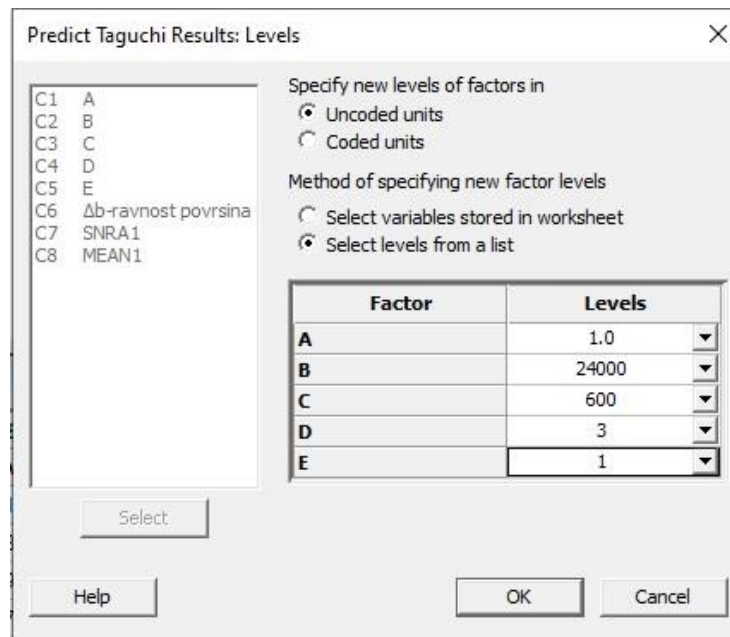 Predict Taguchi Results: Levels
C1 A
C2 B
C3 C
C4 D
C5 E
C6 Δb-ravnost povrsina
C7 SNRA1
C8 MEAN1
Select
Specify new levels of factors in
Uncoded units
Coded units
Method of specifying new factor levels
Select variables stored in worksheet
Select levels from a list
Factor Levels
A 1.0
B 24000
C 600
D 3
E 1
Help OK Cancel